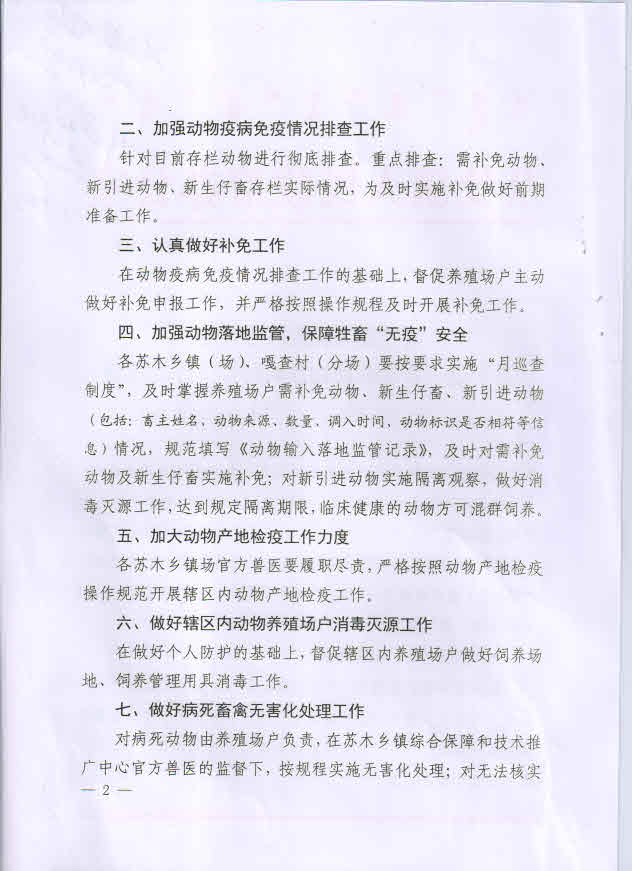 二、加强动物疫病免疫情况排查工作
针对目前存栏动物进行彻底排查。重点排查：需补免动物、
新引进动物、新生仔畜存栏实际情况，为及时实施补免做好前期
准备工作。
三、认真做好补免工作
在动物疫病免疫情况排查工作的基础上，督促养殖场户主动
做好补免申报工作，并严格按照操作规程及时开展补免工作。
四、加强动物落地监管，保障牲畜“无疫”安全
各苏木乡镇（场）、嘎查村（分场）要按要求实施“月巡查
制度”，及时掌握养殖场户需补免动物、新生仔畜、新引进动物
（包括：畜主姓名、动物来源、数量、调入时间、动物标识是否相符等信
息）情况，规范填写《动物输入落地监管记录》，及时对需补免
动物及新生仔畜实施补免；对新引进动物实施隔离观察，做好消
毒灭源工作，达到规定隔离期限，临床健康的动物方可混群饲养。
五、加大动物产地检疫工作力度
各苏木乡镇场官方兽医要履职尽责，严格按照动物产地检疫
操作规范开展辖区内动物产地检疫工作。
六、做好辖区内动物养殖场户消毒灭源工作
在做好个人防护的基础上，督促辖区内养殖场户做好饲养场
地、饲养管理用具消毒工作。
七、做好病死畜禽无害化处理工作
对病死动物由养殖场户负责，在苏木乡镇综合保障和技术推
广中心官方兽医的监督下，按规程实施无害化处理；对无法核实
— 2 —